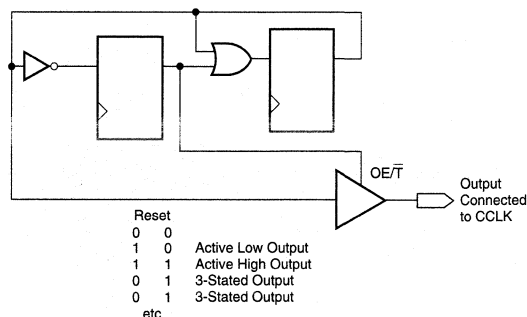 OE/T̅
Output
Connected
to CCLK
Reset
0 0
1 0 Active Low Output
1 1 Active High Output
0 1 3-Stated Output
0 1 3-Stated Output
etc